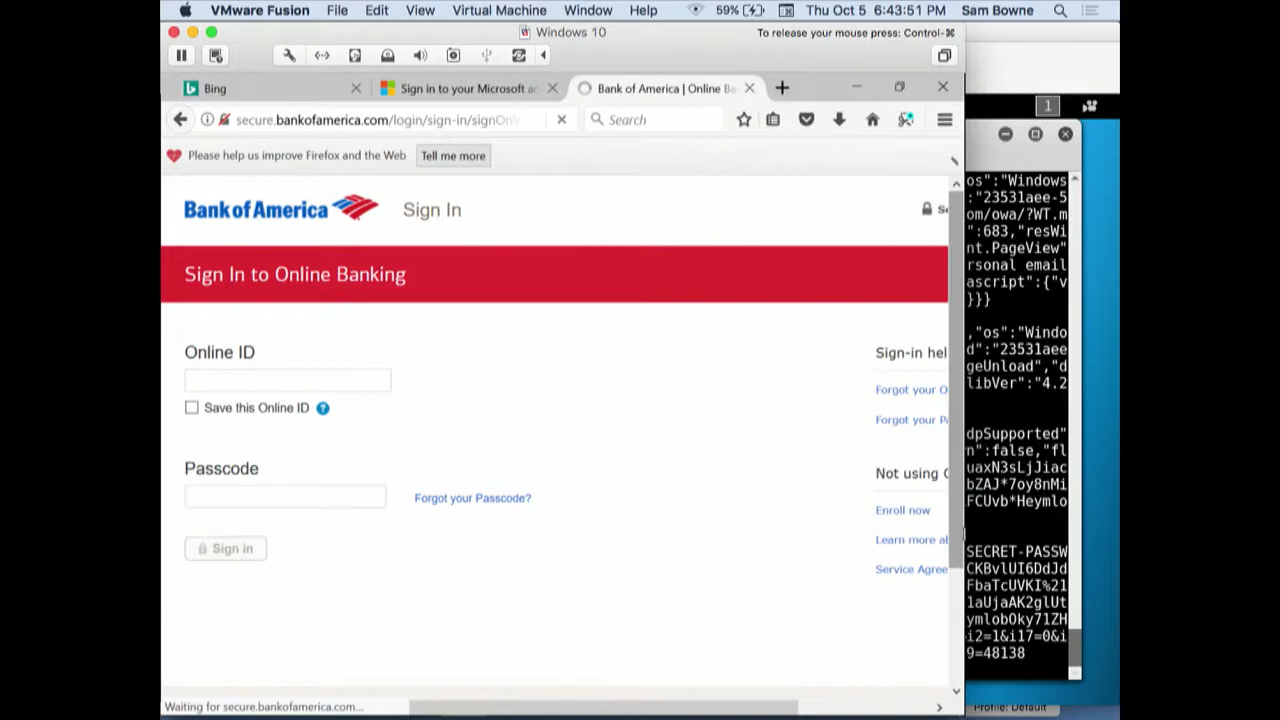 VMware Fusion File Edit View Virtual Machine Window Help 59% Thu Oct 5 6:43:51 PM Sam Bowne
Windows 10
To release your mouse press: Control-⌘
Bing
Sign in to your Microsoft ac
Bank of America | Online Ba
secure.bankofamerica.com/login/sign-in/signOn
Search
1
Please help us improve Firefox and the Web
Tell me more
Bank of America
Sign In
Sign In to Online Banking
Online ID
Save this Online ID ?
Passcode
Forgot your Passcode?
Sign in
Sign-in hel
Forgot your O
Forgot your Pa
Not using
Enroll now
Learn more a
Service Agree
Waiting for secure.bankofamerica.com...
os":"Windows
:"23531aee-5
om/owa/?WT.m
":683,"resWi
nt.PageView"
rsonal email
ascript":{"v
}}}
,"os":"Windo
d":"23531aee
geUnload","d
libVer":"4.2
dpSupported"
n":false,"fl
uaxN3sLjJiac
bZAJ*7oy8nMi
FCUvb*Heymlo
SECRET-PASSW
CKBvlUI6DdJd
FbaTcUVKI%21
1aUjaAK2glUt
ymlobOky71ZH
i2=1&i17=0&i
9=48138
Profile: Default